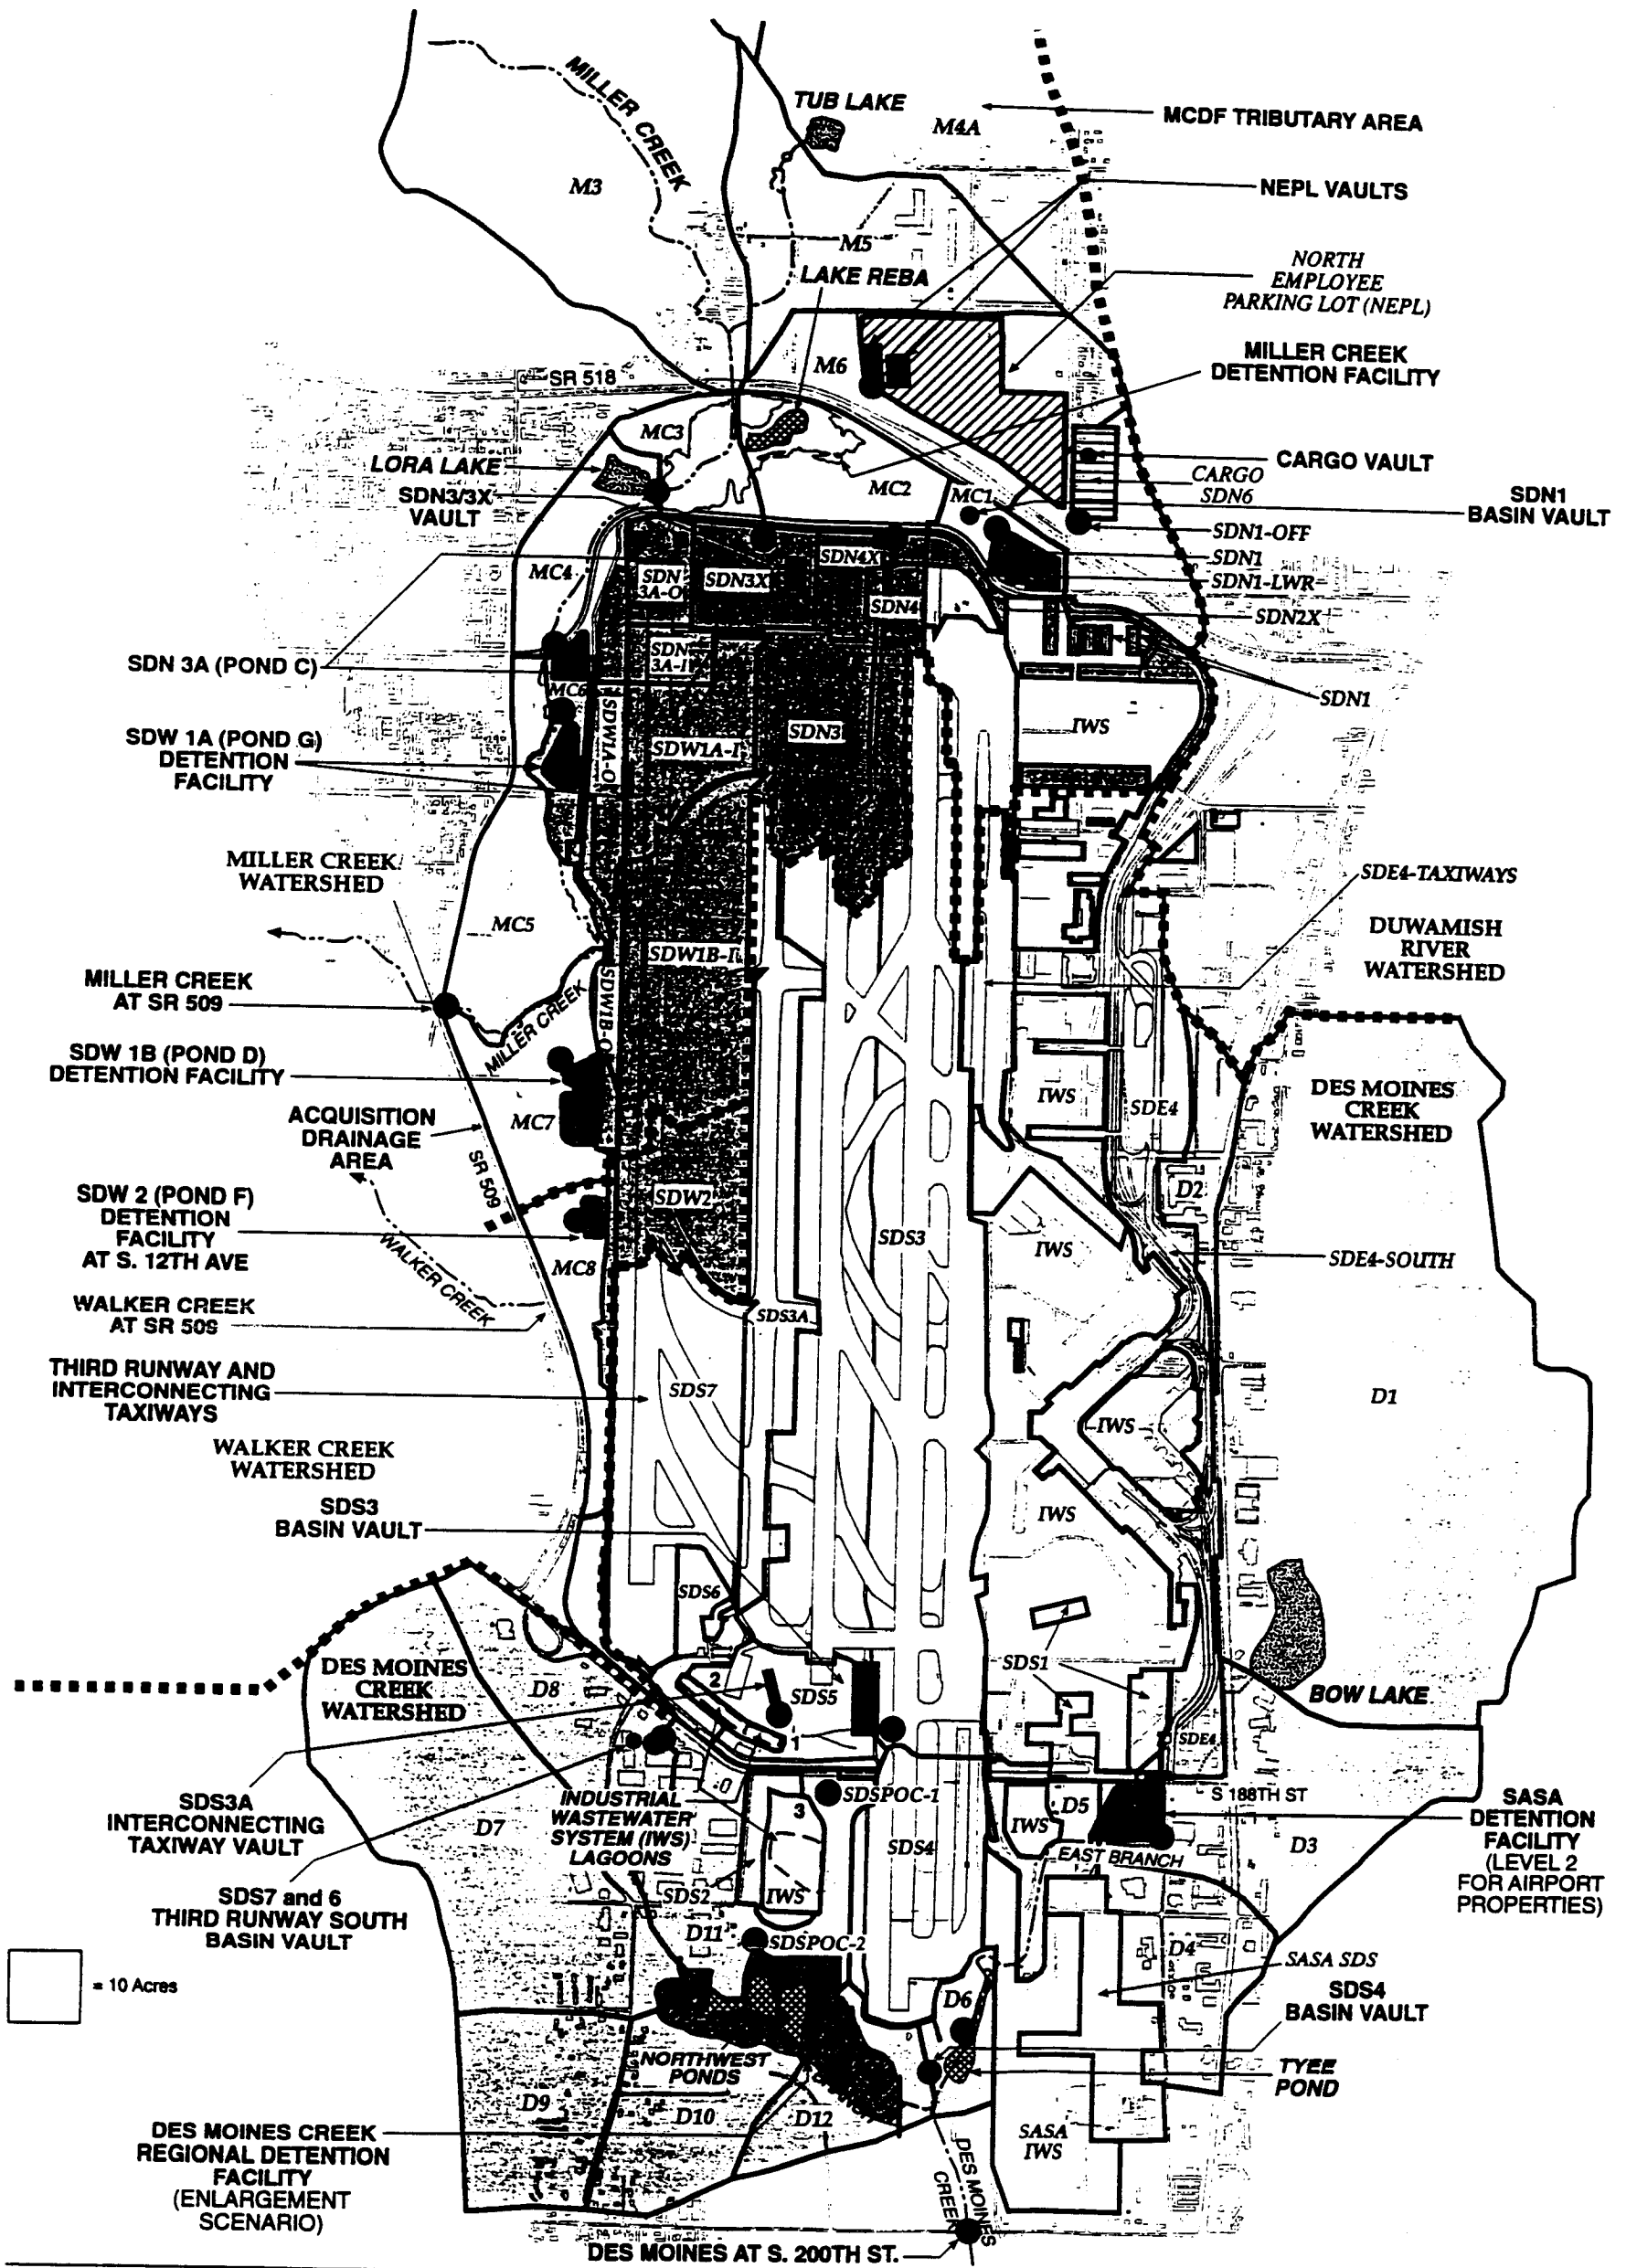 MILLER CREEK
TUB LAKE
M4A
MCDF TRIBUTARY AREA
M3
NEPL VAULTS
M5
LAKE REBA
NORTH
EMPLOYEE
PARKING LOT (NEPL)
M6
MILLER CREEK
DETENTION FACILITY
SR 518
MC3
LORA LAKE
CARGO VAULT
SDN3/3X
VAULT
MC2
MC1
CARGO
SDN6
SDN1
BASIN VAULT
SDN1-OFF
SDN4X
SDN1
MC4
SDN
3A-O
SDN3X
SDN1-LWR
SDN4
SDN2X
SDN 3A (POND C)
SDN
3A-I
MC6
SDN1
SDW1A-O
IWS
SDW 1A (POND G)
DETENTION
FACILITY
SDW1A-I
SDN3
MILLER CREEK
WATERSHED
SDE4-TAXIWAYS
MC5
DUWAMISH
RIVER
WATERSHED
SDW1B-I
SDW1B-O
MILLER CREEK
AT SR 509
MILLER CREEK
SDW 1B (POND D)
DETENTION FACILITY
IWS
SDE4
DES MOINES
CREEK
WATERSHED
ACQUISITION
DRAINAGE
AREA
MC7
SR 509
D2
SDW 2 (POND F)
DETENTION
FACILITY
AT S. 12TH AVE
SDW2
SDS3
IWS
SDE4-SOUTH
WALKER CREEK
MC8
WALKER CREEK
AT SR 509
SDS3A
THIRD RUNWAY AND
INTERCONNECTING
TAXIWAYS
SDS7
D1
IWS
WALKER CREEK
WATERSHED
SDS3
BASIN VAULT
IWS
SDS6
DES MOINES
CREEK
WATERSHED
D8
2
SDS5
SDS1
BOW LAKE
1
SDE4
SDS3A
INTERCONNECTING
TAXIWAY VAULT
INDUSTRIAL
WASTEWATER
SYSTEM (IWS)
LAGOONS
3
SDSPOC-1
S 188TH ST
SASA
DETENTION
FACILITY
(LEVEL 2
FOR AIRPORT
PROPERTIES)
D7
SDS4
IWS
D5
EAST BRANCH
D3
SDS2
IWS
SDS7 and 6
THIRD RUNWAY SOUTH
BASIN VAULT
D11
SDSPOC-2
D4
SASA SDS
= 10 Acres
D6
SDS4
BASIN VAULT
NORTHWEST
PONDS
TYEE
POND
D9
D10
D12
SASA
IWS
DES MOINES CREEK
REGIONAL DETENTION
FACILITY
(ENLARGEMENT
SCENARIO)
DES MOINES
CREEK
DES MOINES AT S. 200TH ST.